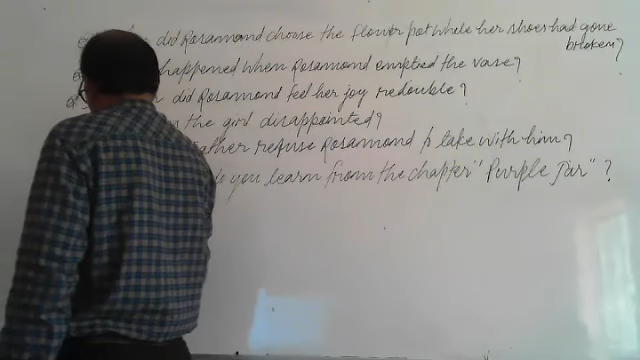 did Rosamond choose the flower pot while her shoes had gone
broken?
happened when Rosamond emptied the vase?
did Rosamond feel her joy redouble?
the girl disappointed?
father refuse Rosamond to take with him?
you learn from the chapter "Purple Jar"?